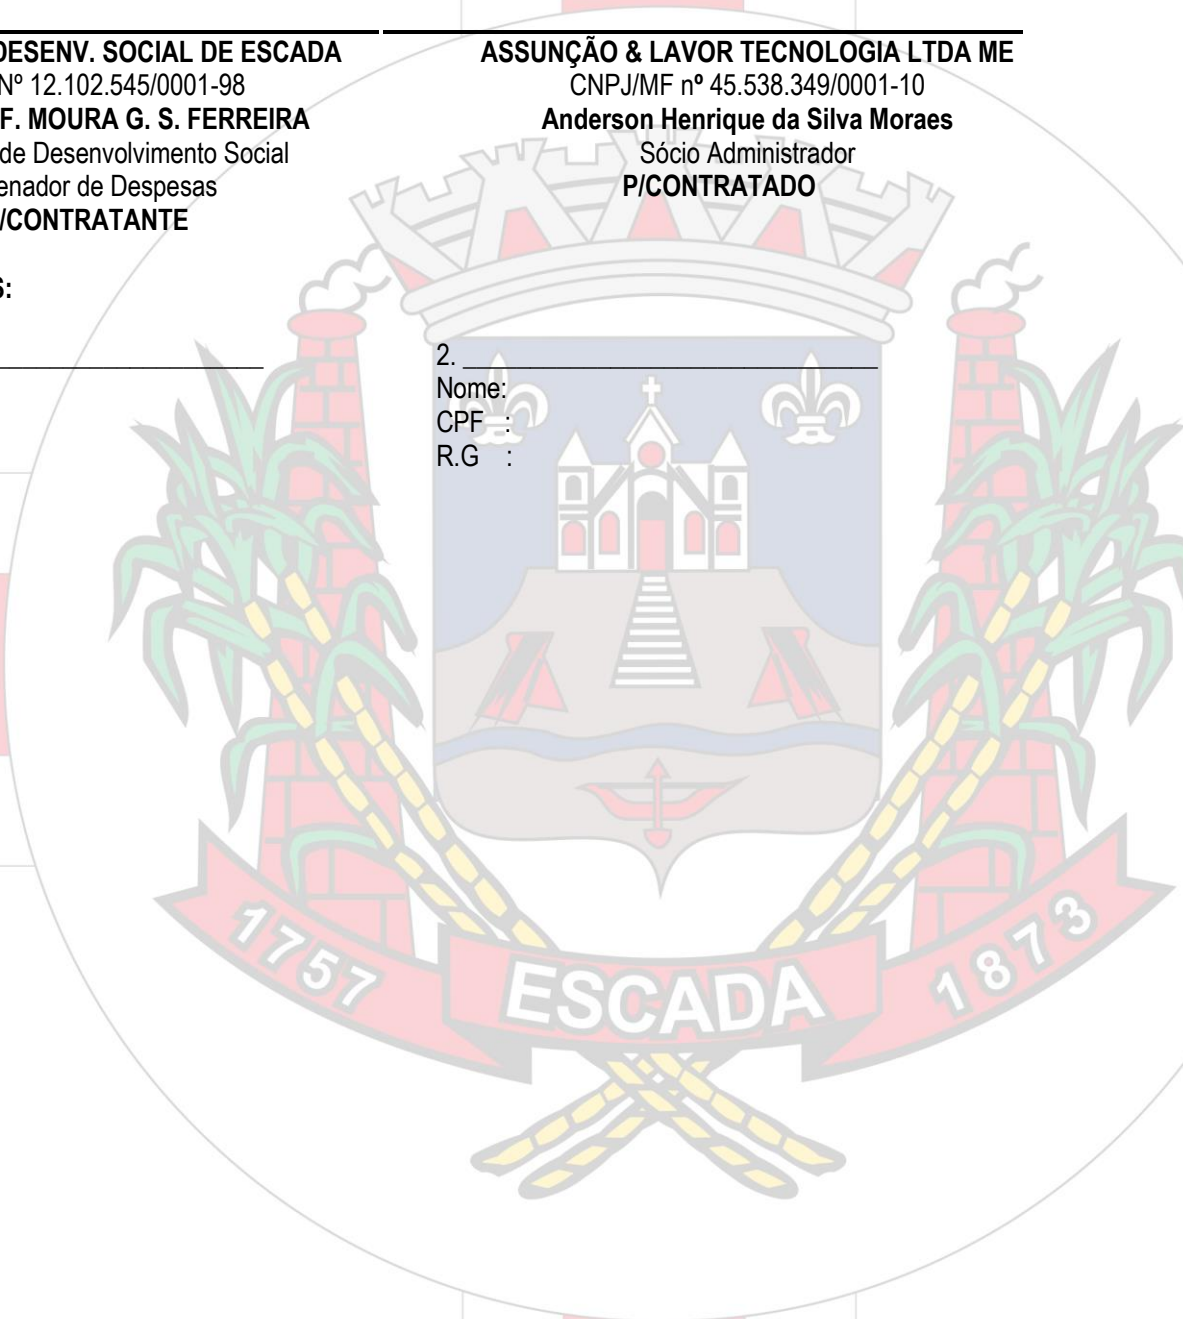 DESENV. SOCIAL DE ESCADA
Nº 12.102.545/0001-98
F. MOURA G. S. FERREIRA
de Desenvolvimento Social
enador de Despesas
/CONTRATANTE
ASSUNÇÃO & LAVOR TECNOLOGIA LTDA ME
CNPJ/MF nº 45.538.349/0001-10
Anderson Henrique da Silva Moraes
Sócio Administrador
P/CONTRATADO
S:
2. ______________________________
Nome:
CPF :
R.G :
1757
ESCADA
1873